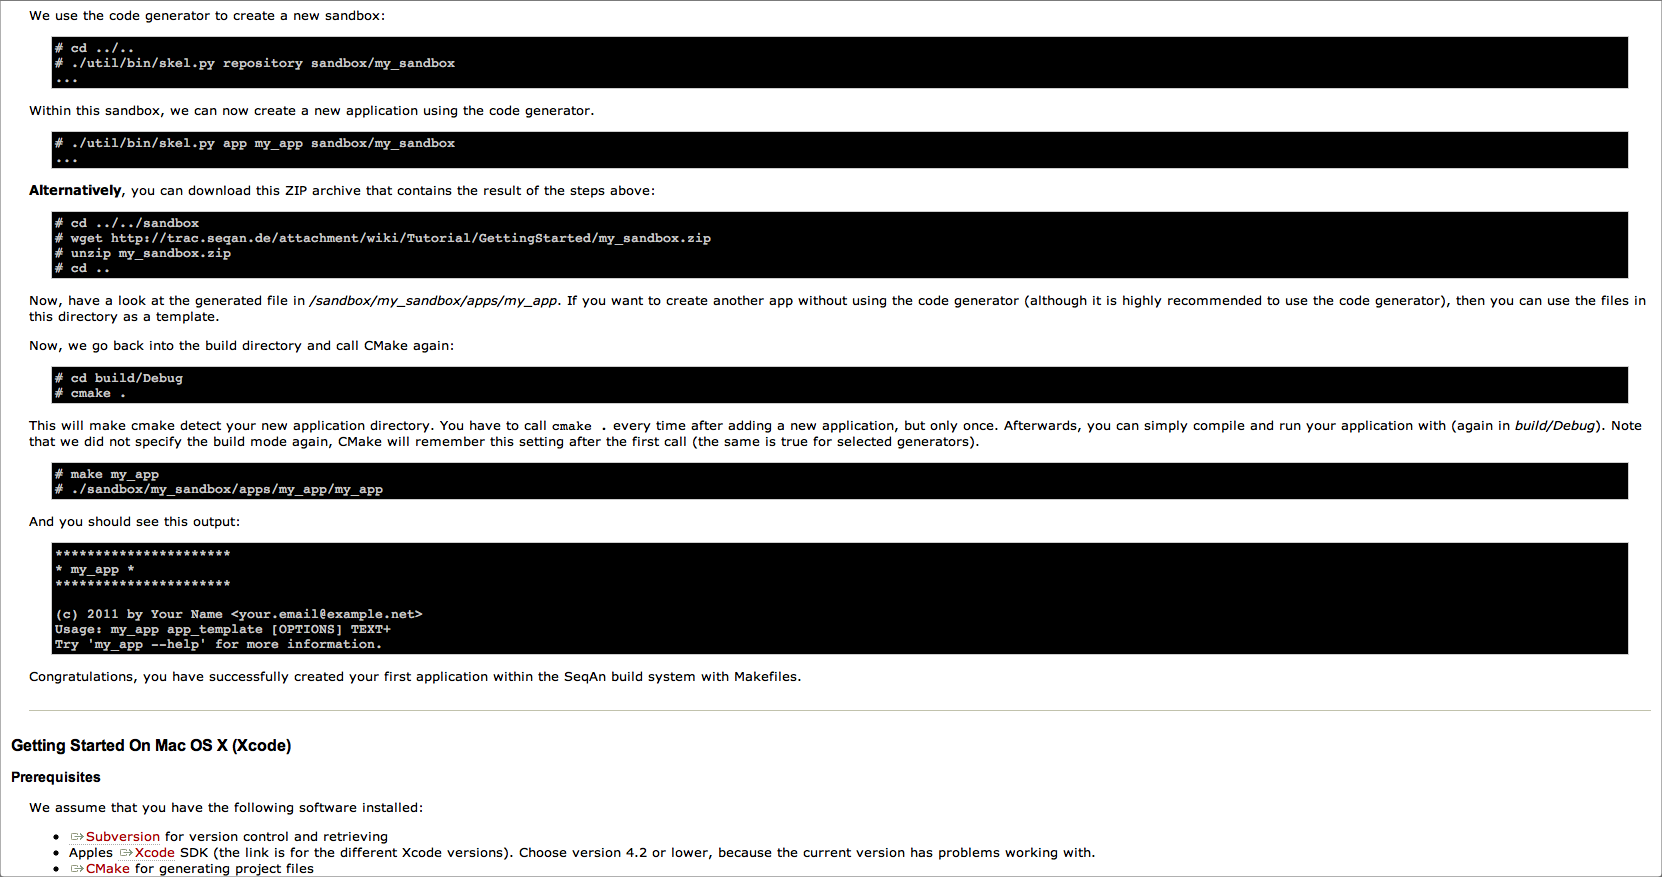 We use the code generator to create a new sandbox:
# cd ../..
# ./util/bin/skel.py repository sandbox/my_sandbox
...
Within this sandbox, we can now create a new application using the code generator.
# ./util/bin/skel.py app my_app sandbox/my_sandbox
...
Alternatively, you can download this ZIP archive that contains the result of the steps above:
# cd ../../sandbox
# wget http://trac.seqan.de/attachment/wiki/Tutorial/GettingStarted/my_sandbox.zip
# unzip my_sandbox.zip
# cd ..
Now, have a look at the generated file in /sandbox/my_sandbox/apps/my_app. If you want to create another app without using the code generator (although it is highly recommended to use the code generator), then you can use the files in
this directory as a template.
Now, we go back into the build directory and call CMake again:
# cd build/Debug
# cmake .
This will make cmake detect your new application directory. You have to call cmake . every time after adding a new application, but only once. Afterwards, you can simply compile and run your application with (again in build/Debug). Note
that we did not specify the build mode again, CMake will remember this setting after the first call (the same is true for selected generators).
# make my_app
# ./sandbox/my_sandbox/apps/my_app/my_app
And you should see this output:
**********************
* my_app *
**********************
(c) 2011 by Your Name <your.email@example.net>
Usage: my_app app_template [OPTIONS] TEXT+
Try 'my_app --help' for more information.
Congratulations, you have successfully created your first application within the SeqAn build system with Makefiles.
Getting Started On Mac OS X (Xcode)
Prerequisites
We assume that you have the following software installed:
• Subversion for version control and retrieving
• Apples Xcode SDK (the link is for the different Xcode versions). Choose version 4.2 or lower, because the current version has problems working with.
• CMake for generating project files